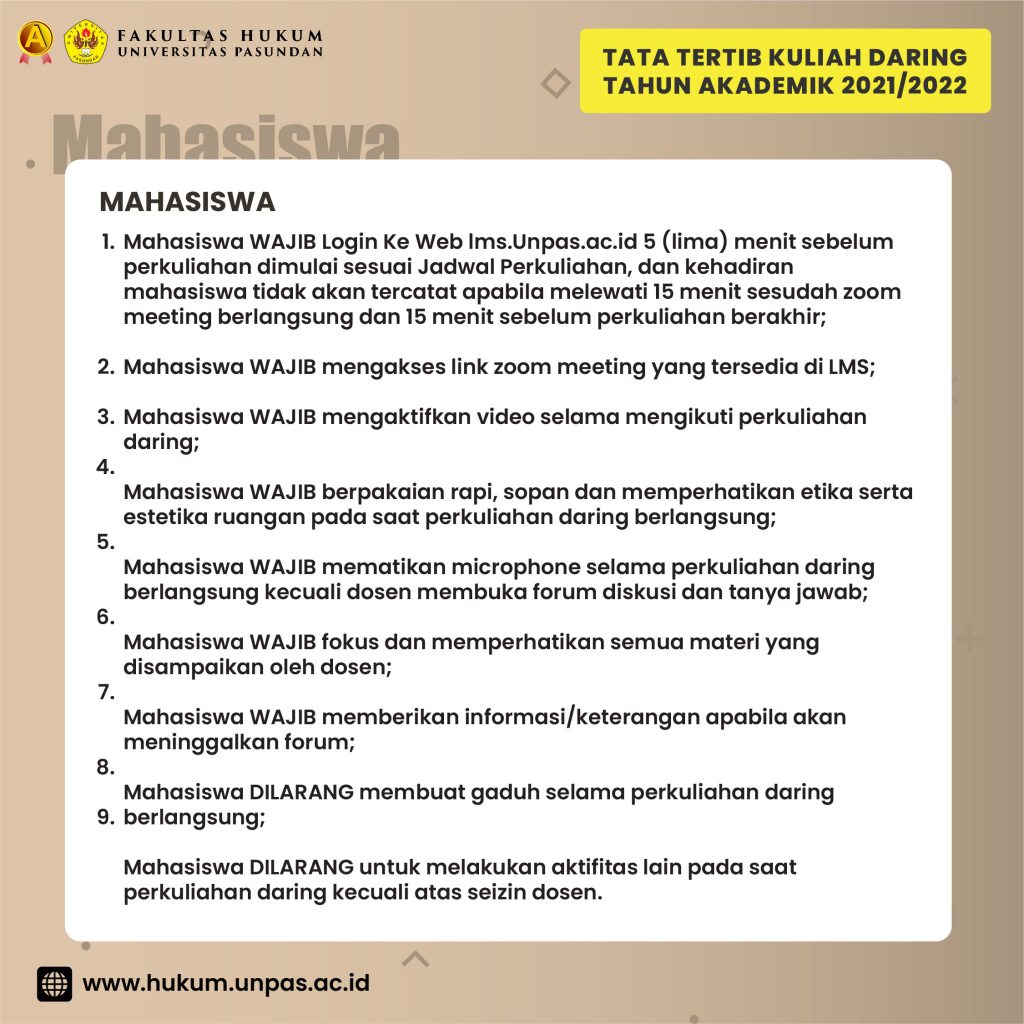 FAKULTAS HUKUM
UNIVERSITAS PASUNDAN
TATA TERTIB KULIAH DARING
TAHUN AKADEMIK 2021/2022
Mahasiswa
MAHASISWA
1. Mahasiswa WAJIB Login Ke Web lms.Unpas.ac.id 5 (lima) menit sebelum
perkuliahan dimulai sesuai Jadwal Perkuliahan, dan kehadiran
mahasiswa tidak akan tercatat apabila melewati 15 menit sesudah zoom
meeting berlangsung dan 15 menit sebelum perkuliahan berakhir;
2. Mahasiswa WAJIB mengakses link zoom meeting yang tersedia di LMS;
3. Mahasiswa WAJIB mengaktifkan video selama mengikuti perkuliahan
daring;
4.
Mahasiswa WAJIB berpakaian rapi, sopan dan memperhatikan etika serta
estetika ruangan pada saat perkuliahan daring berlangsung;
5.
Mahasiswa WAJIB mematikan microphone selama perkuliahan daring
berlangsung kecuali dosen membuka forum diskusi dan tanya jawab;
6.
Mahasiswa WAJIB fokus dan memperhatikan semua materi yang
disampaikan oleh dosen;
7.
Mahasiswa WAJIB memberikan informasi/keterangan apabila akan
meninggalkan forum;
8.
Mahasiswa DILARANG membuat gaduh selama perkuliahan daring
9. berlangsung;
Mahasiswa DILARANG untuk melakukan aktifitas lain pada saat
perkuliahan daring kecuali atas seizin dosen.
www.hukum.unpas.ac.id